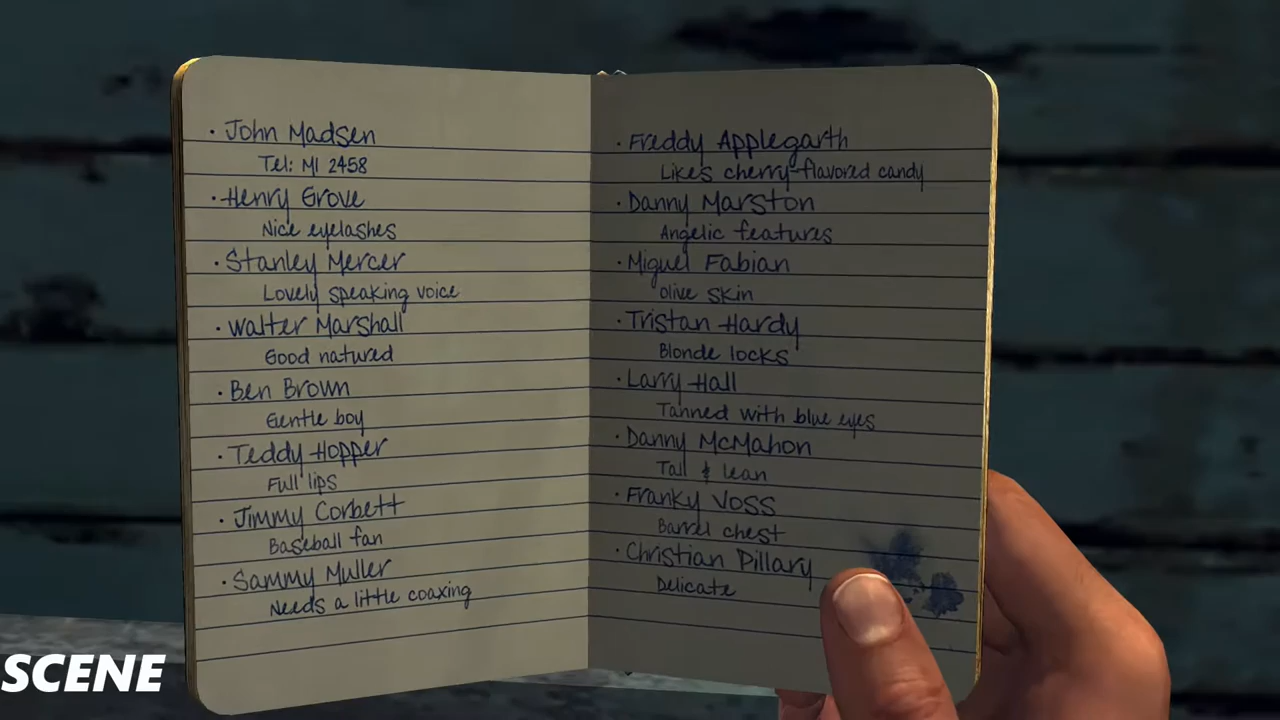 · John Madsen
Tel: MI 2458
· Henry Grove
Nice eyelashes
· Stanley Mercer
Lovely speaking voice
· Walter Marshall
Good natured
· Ben Brown
Gentle boy
· Teddy Hopper
Full lips
· Jimmy Corbett
Baseball fan
· Sammy Muller
Needs a little coaxing
· Freddy Applegarth
Likes cherry-flavored candy
· Danny Marston
Angelic features
· Miguel Fabian
Olive skin
· Tristan Hardy
Blonde locks
· Larry Hall
Tanned with blue eyes
· Danny McMahon
Tall & lean
· Franky Voss
Barrel chest
· Christian Pillary
Delicate
SCENE